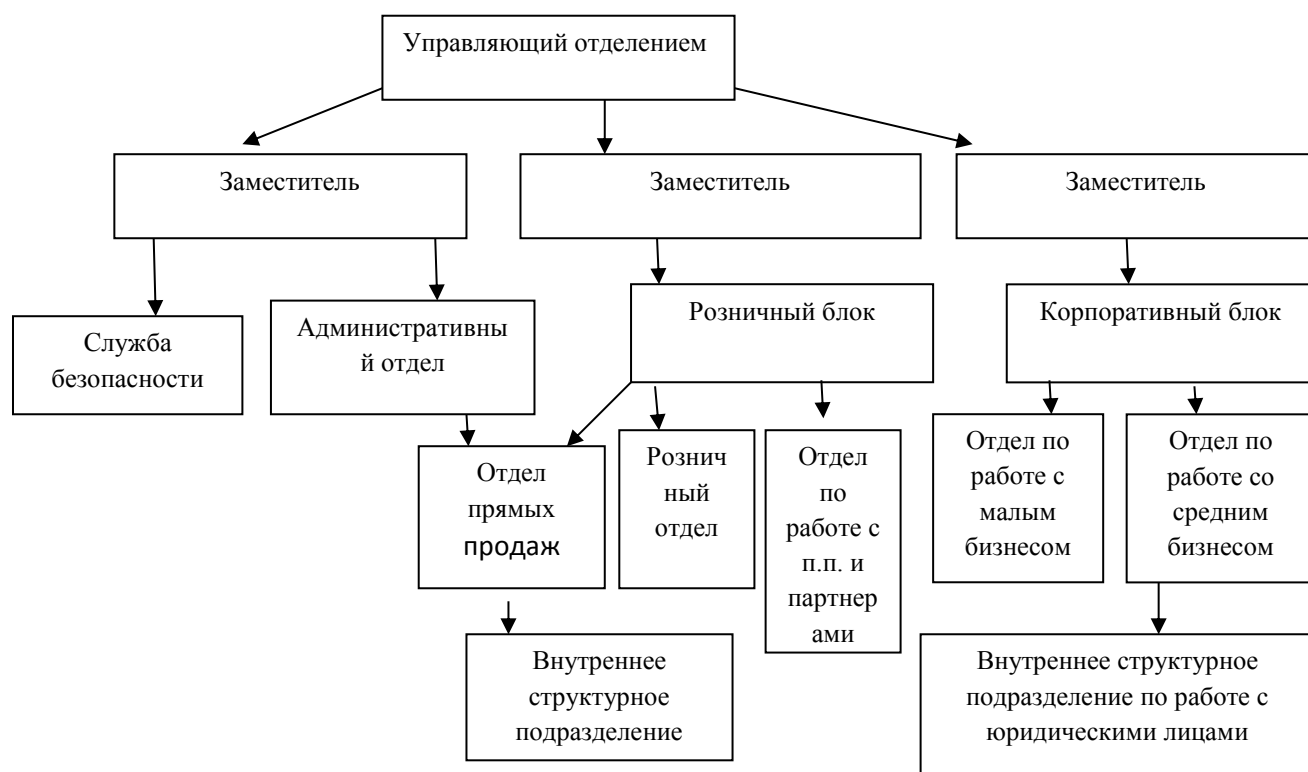 Управляющий отделением
Заместитель
Заместитель
Заместитель
Служба
безопасности
Административны
й отдел
Розничный блок
Корпоративный блок
Отдел
прямых
продаж
Рознич
ный
отдел
Отдел
по
работе с
п.п. и
партнер
ами
Отдел по
работе с
малым
бизнесом
Отдел по
работе со
средним
бизнесом
Внутреннее
структурное
подразделение
Внутреннее структурное
подразделение по работе с
юридическими лицами